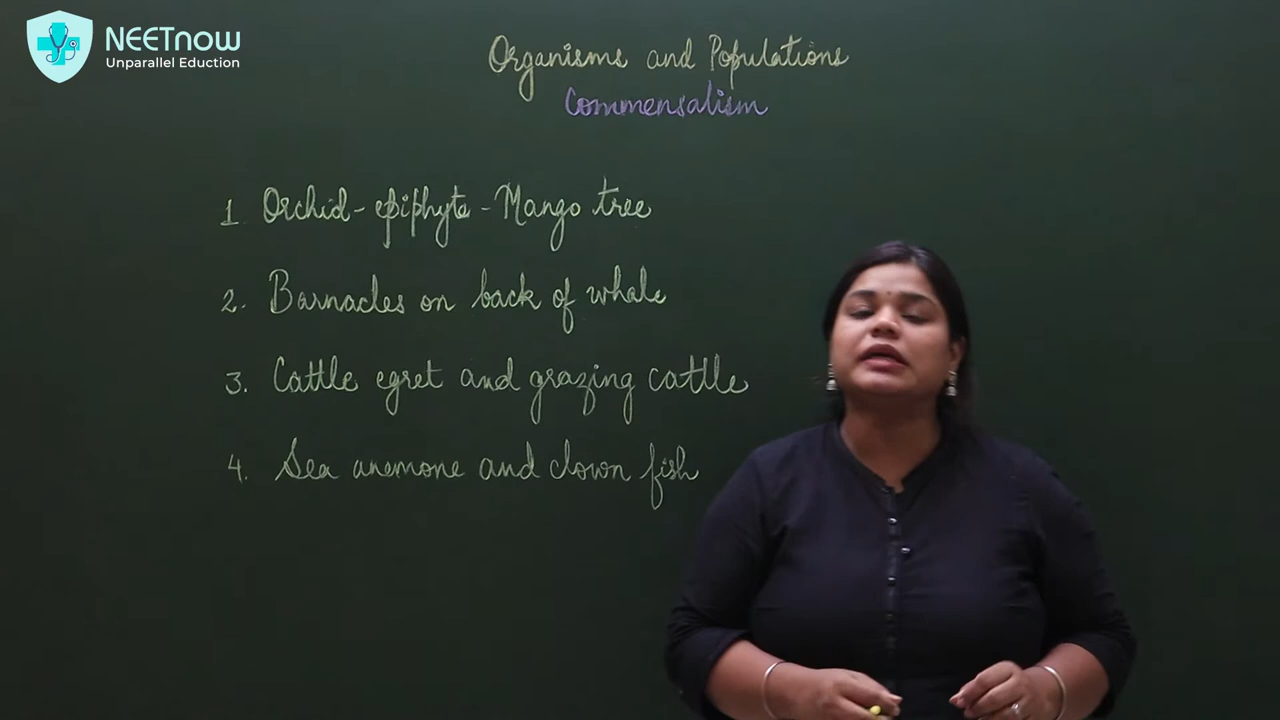 NEETnow
Unparallel Eduction
Organisms and Populations
Commensalism
1. Orchid - epiphyte - Mango tree
2. Barnacles on back of whale
3. Cattle egret and grazing cattle
4. Sea anemone and clown fish